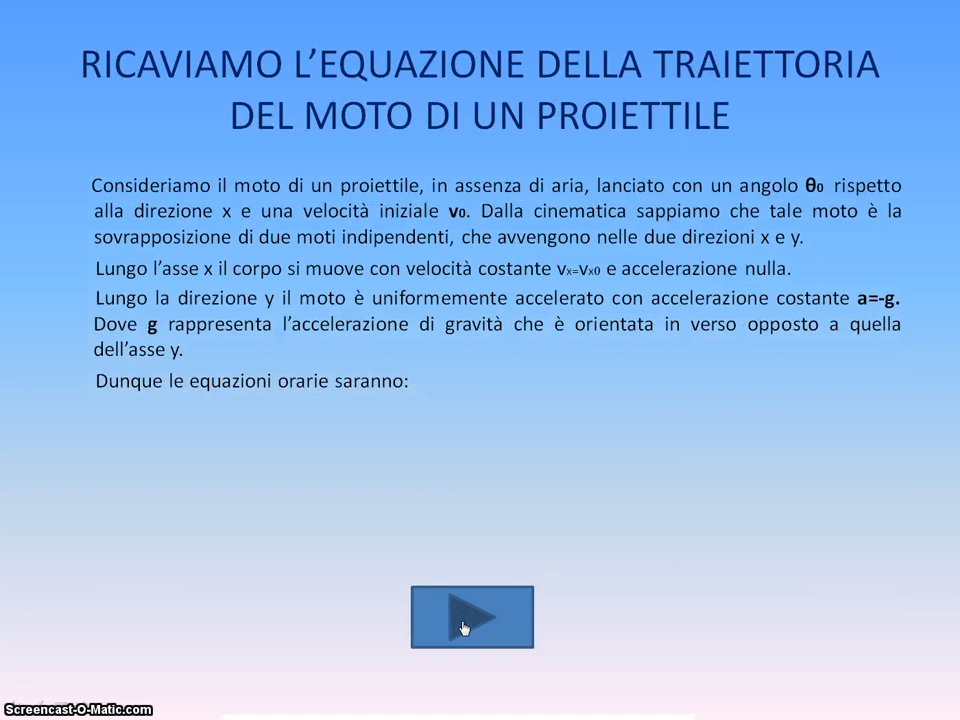 RICAVIAMO L'EQUAZIONE DELLA TRAIETTORIA
DEL MOTO DI UN PROIETTILE
Consideriamo il moto di un proiettile, in assenza di aria, lanciato con un angolo θ0 rispetto
alla direzione x e una velocità iniziale v0. Dalla cinematica sappiamo che tale moto è la
sovrapposizione di due moti indipendenti, che avvengono nelle due direzioni x e y.
Lungo l'asse x il corpo si muove con velocità costante vx=vx0 e accelerazione nulla.
Lungo la direzione y il moto è uniformemente accelerato con accelerazione costante a=-g.
Dove g rappresenta l'accelerazione di gravità che è orientata in verso opposto a quella
dell'asse y.
Dunque le equazioni orarie saranno:
Screencast-O-Matic.com